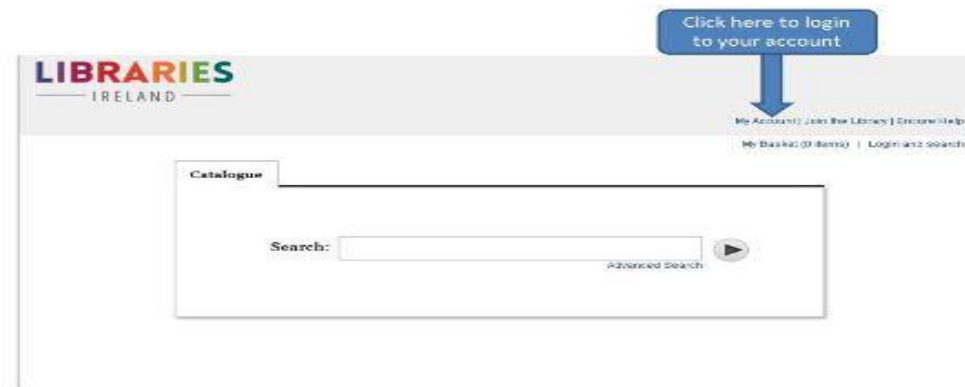 Click here to login
to your account
LIBRARIES
IRELAND
My Account | Join the Library | Encore Help
My Basket (0 items) | Login and search
Catalogue
Search:
Advanced Search